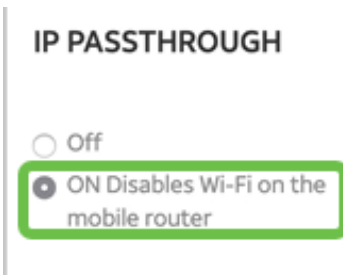 IP PASSTHROUGH
Off
ON Disables Wi-Fi on the
mobile router